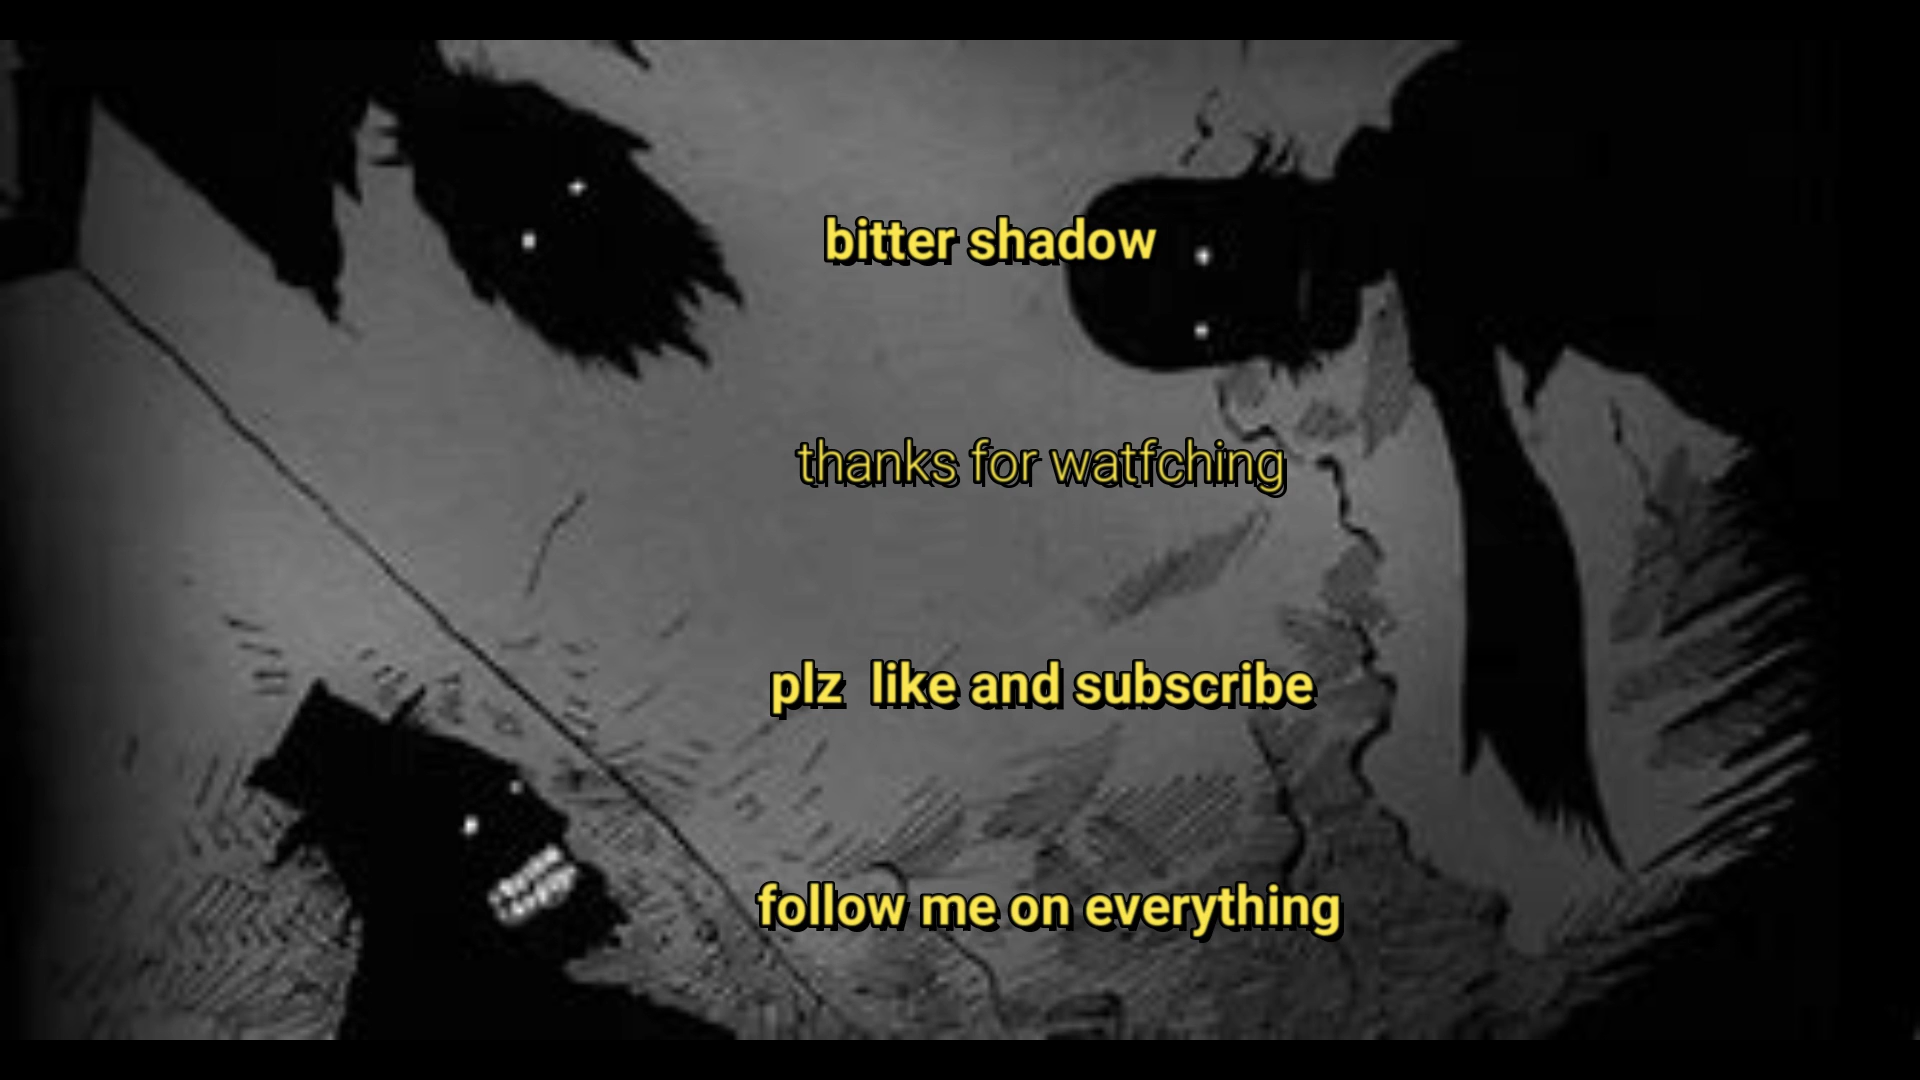 bitter shadow
thanks for watfching
plz  like and subscribe
follow me on everything